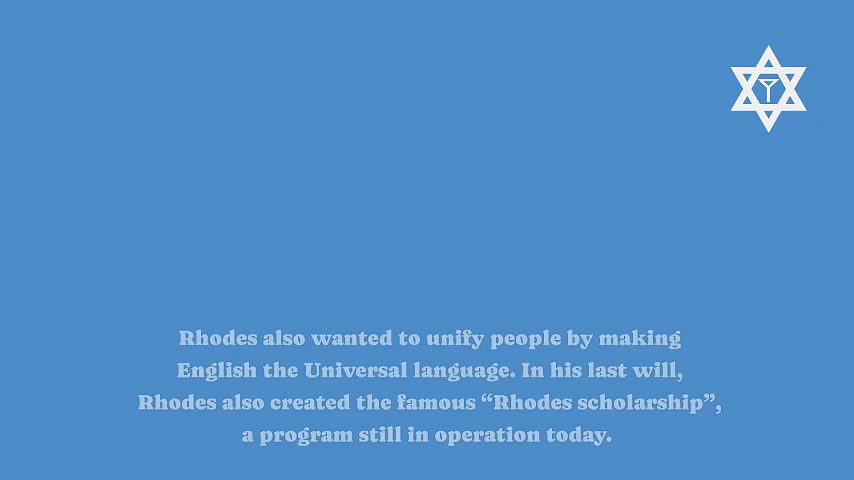 Rhodes also wanted to unify people by making
English the Universal language. In his last will,
Rhodes also created the famous “Rhodes scholarship”,
a program still in operation today.